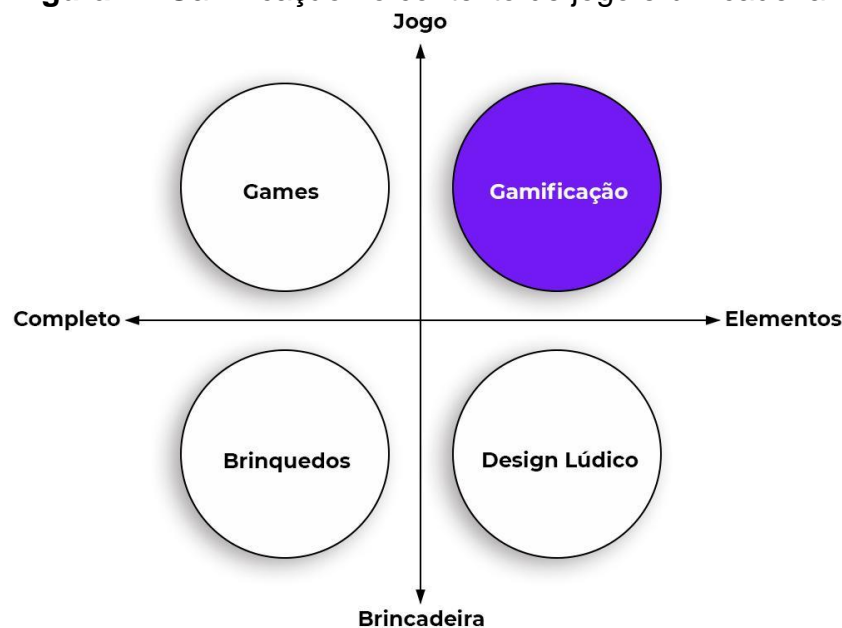 Jogo
Games
Gamificação
Completo
Elementos
Brinquedos
Design Lúdico
Brincadeira